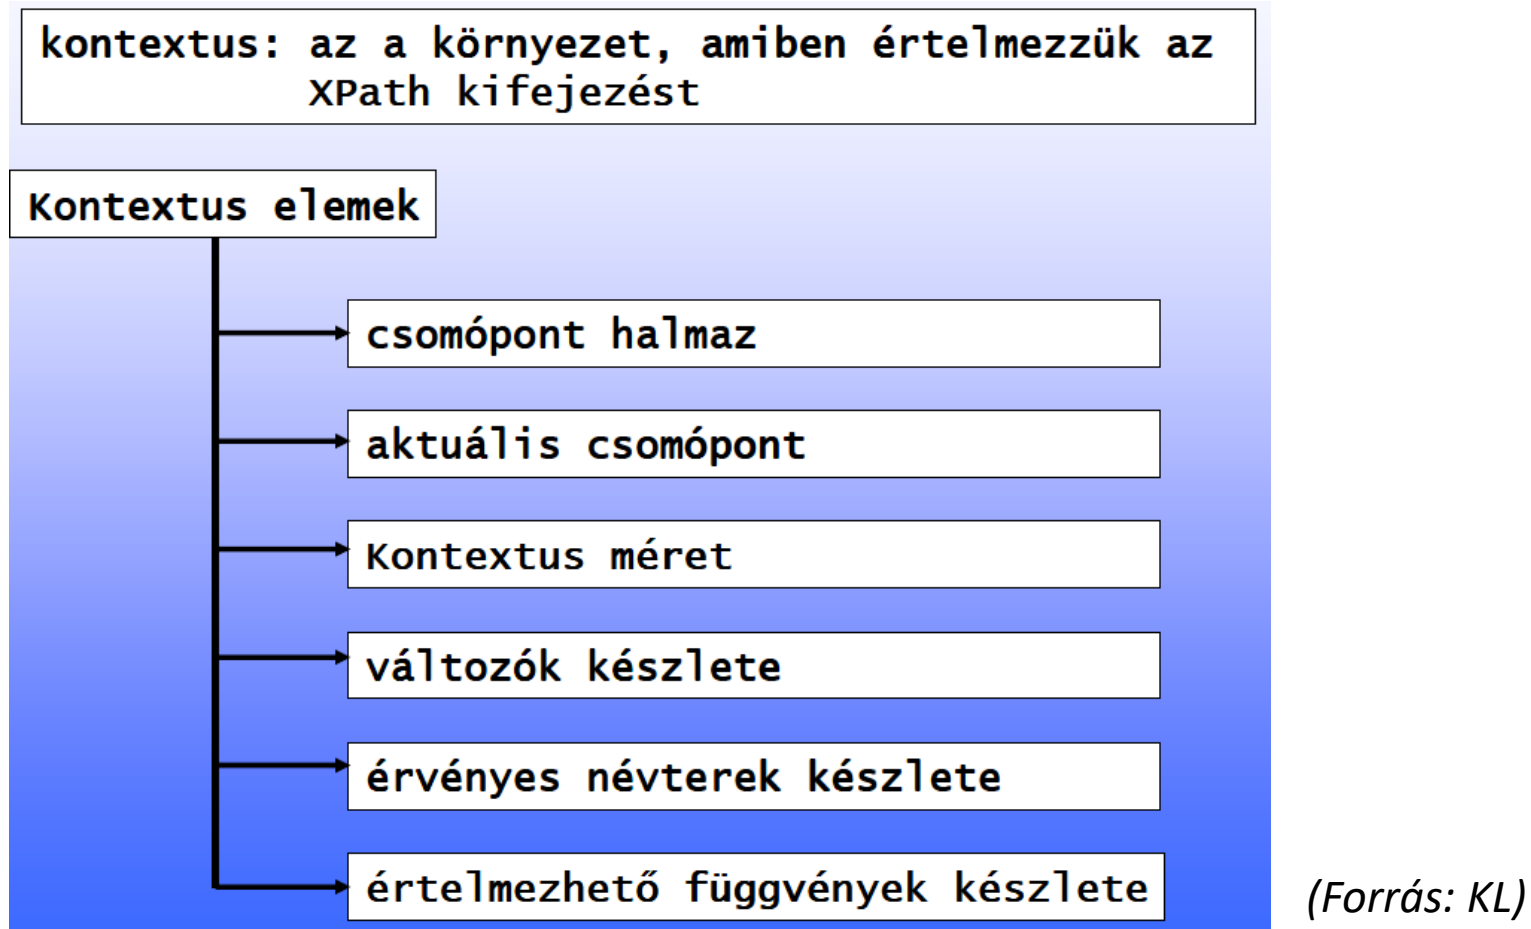 kontextus: az a környezet, amiben értelmezzük az
XPath kifejezést
Kontextus elemek
csomópont halmaz
aktuális csomópont
Kontextus méret
változók készlete
érvényes névterek készlete
értelmezhető függvények készlete
(Forrás: KL)